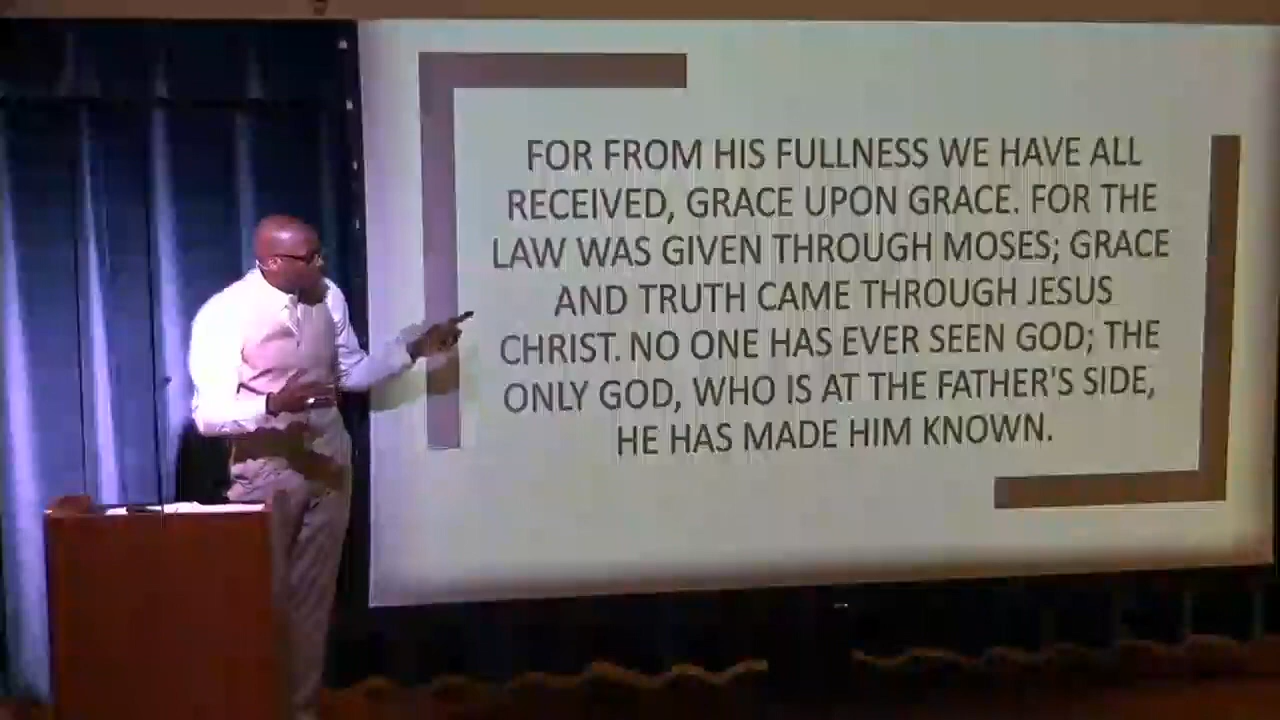 FOR FROM HIS FULLNESS WE HAVE ALL
RECEIVED, GRACE UPON GRACE. FOR THE
LAW WAS GIVEN THROUGH MOSES; GRACE
AND TRUTH CAME THROUGH JESUS
CHRIST. NO ONE HAS EVER SEEN GOD; THE
ONLY GOD, WHO IS AT THE FATHER'S SIDE,
HE HAS MADE HIM KNOWN.